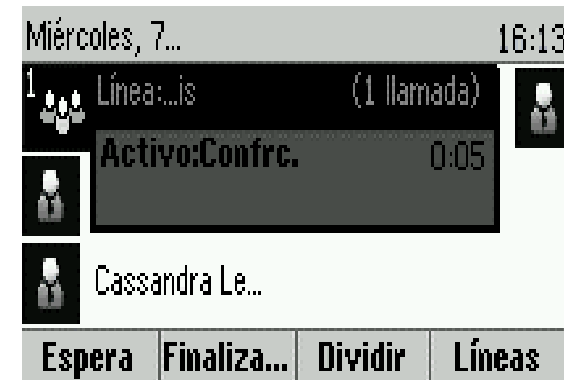 Miércoles, 7... 16:13
1 Línea:...is (1 llamada)
Activo:Confrc. 0:05
Cassandra Le...
Espera Finaliza... Dividir Líneas